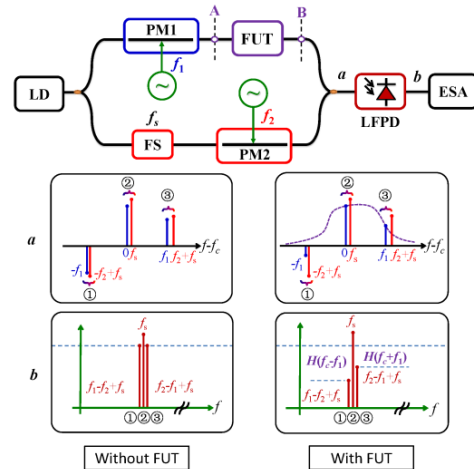 A
B
PM1
FUT
f1
LD
a
b
ESA
fs
f2
LFPD
FS
PM2
②
③
a
0 fs
f1 f2+fs
f-fc
-f1
-f2+fs
①
②
③
0 fs
f1 f2+fs
f-fc
-f1
-f2+fs
①
b
fs
f1-f2+fs
f2-f1+fs
①②③
f
fs
H(fc-f1)
H(fc+f1)
f1-f2+fs
f2-f1+fs
①②③
f
Without FUT
With FUT